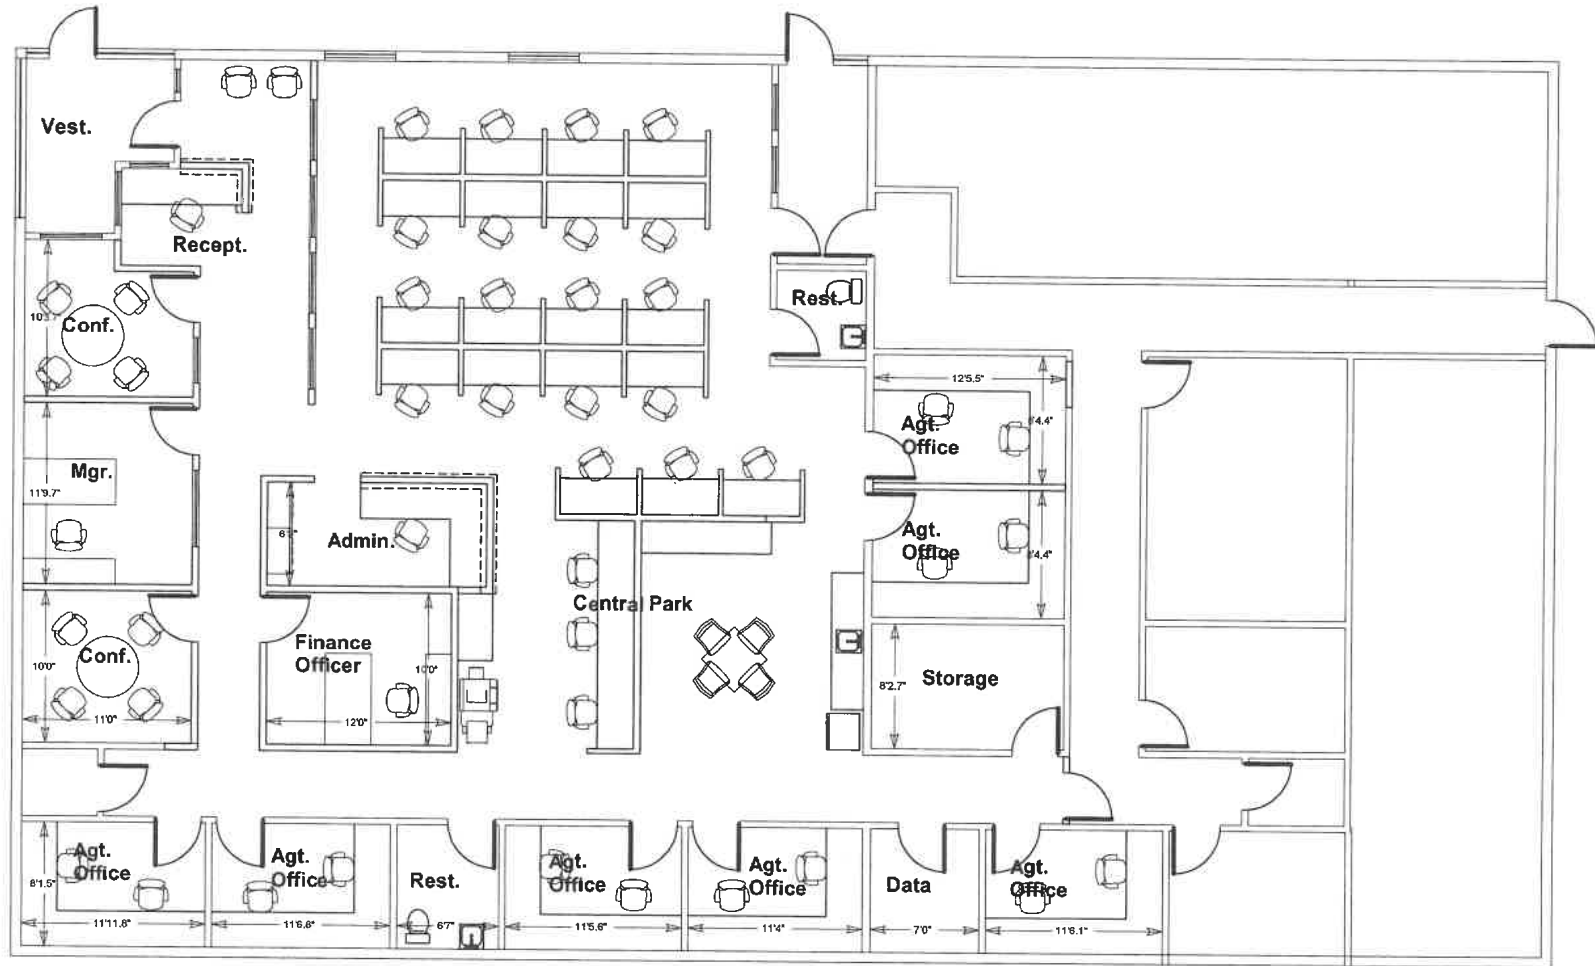 Vest.
Recept.
Conf.
Rest.
12'5.5"
Agt.
Office
Mgr.
11'9.7"
Admin.
Agt.
Office
Central Park
Finance
Officer
10'0"
12'0"
Conf.
10'0"
11'0"
Storage
8'2.7"
Agt.
Office
8'1.5"
11'11.8"
Agt.
Office
11'6.8"
Rest.
6'7"
Agt.
Office
11'5.6"
Agt.
Office
11'4"
Data
7'0"
Agt.
Office
11'6.1"